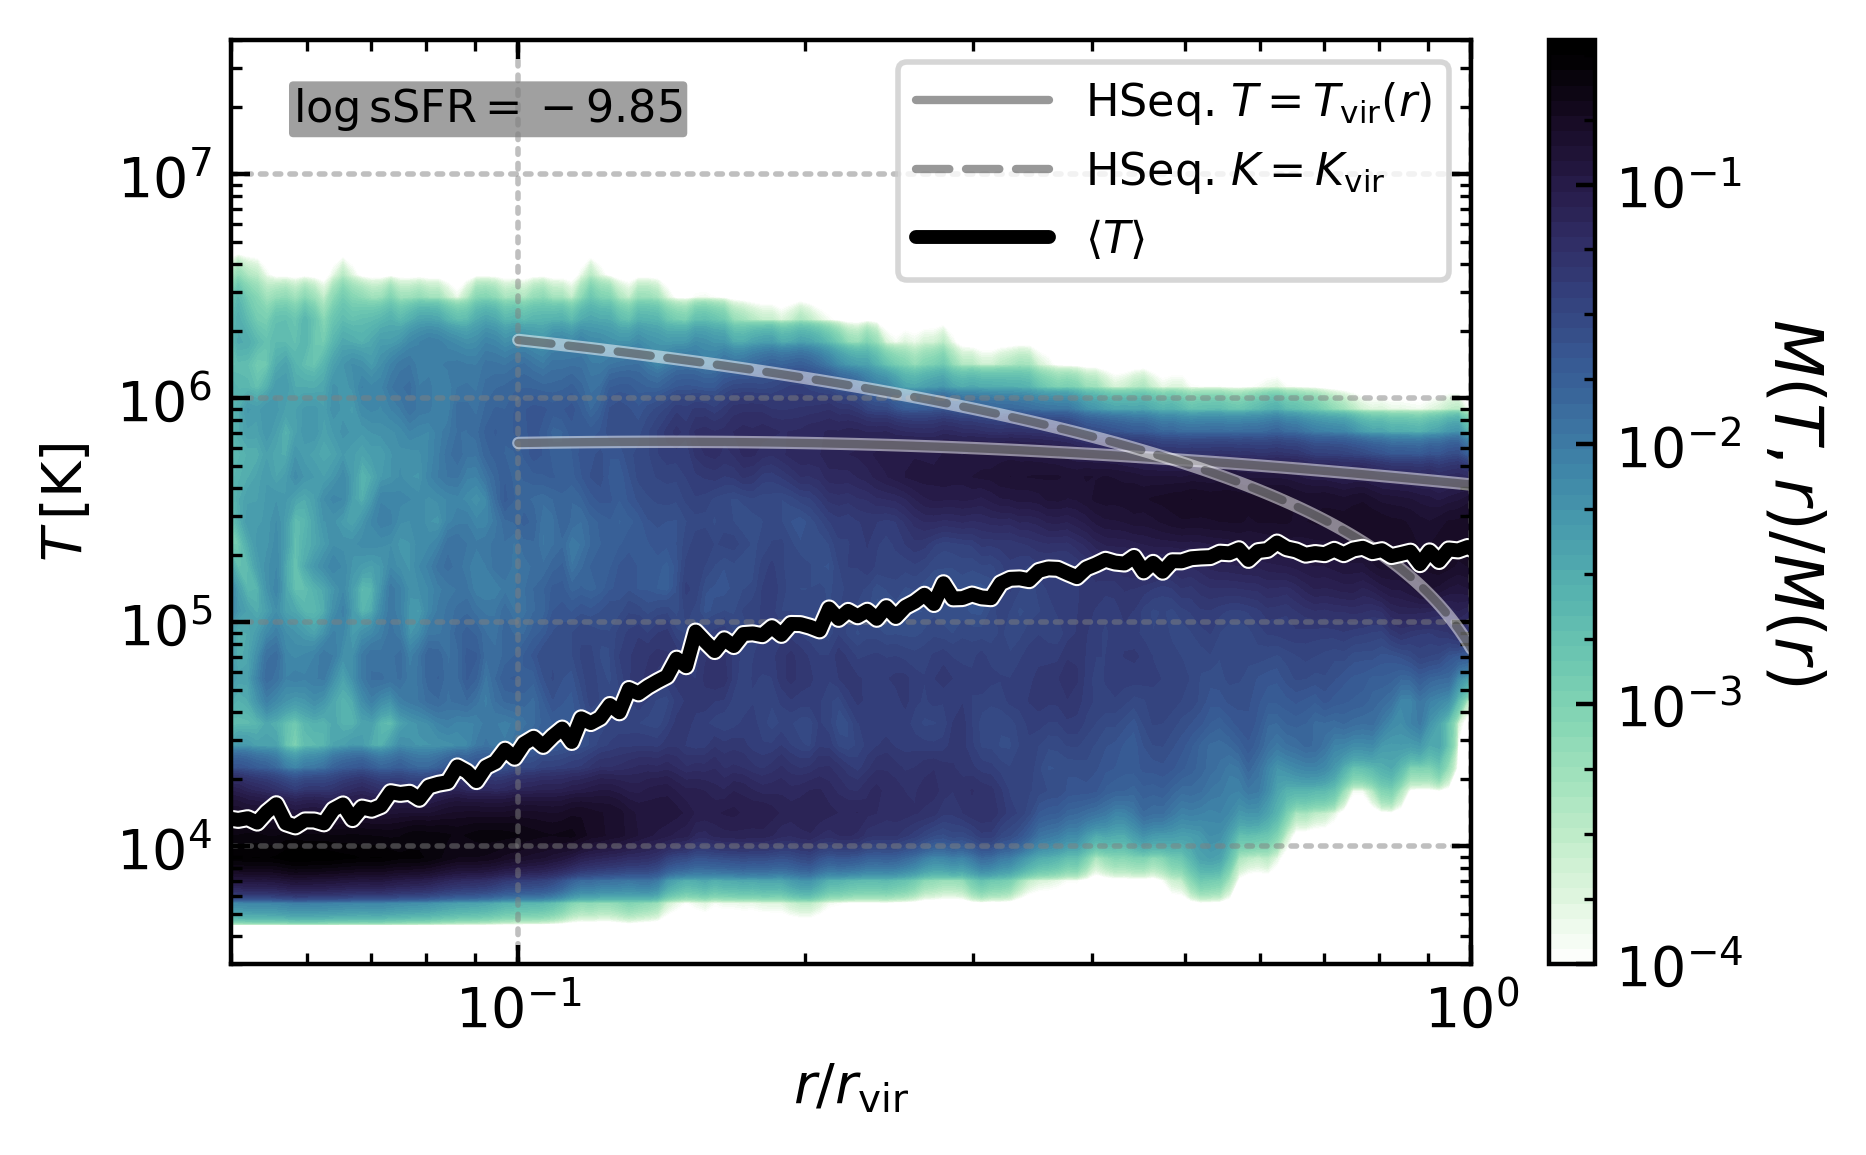 log sSFR = −9.85
HSeq. T = T_vir(r)
HSeq. K = K_vir
⟨T⟩
10^7
10^6
10^5
10^4
T [K]
10^−1
10^0
r/r_vir
10^−1
10^−2
10^−3
10^−4
M(T, r)/M(r)